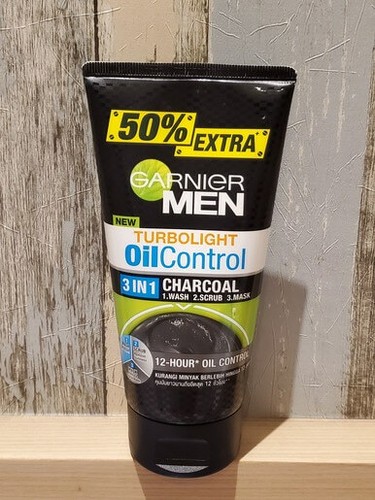 50% EXTRA
GARNIER
MEN
NEW
TURBOLIGHT
OilControl
3 IN 1 CHARCOAL
1.WASH 2.SCRUB 3.MASK
12-HOUR* OIL CONTROL
KURANGI MINYAK BERLEBIH HINGGA